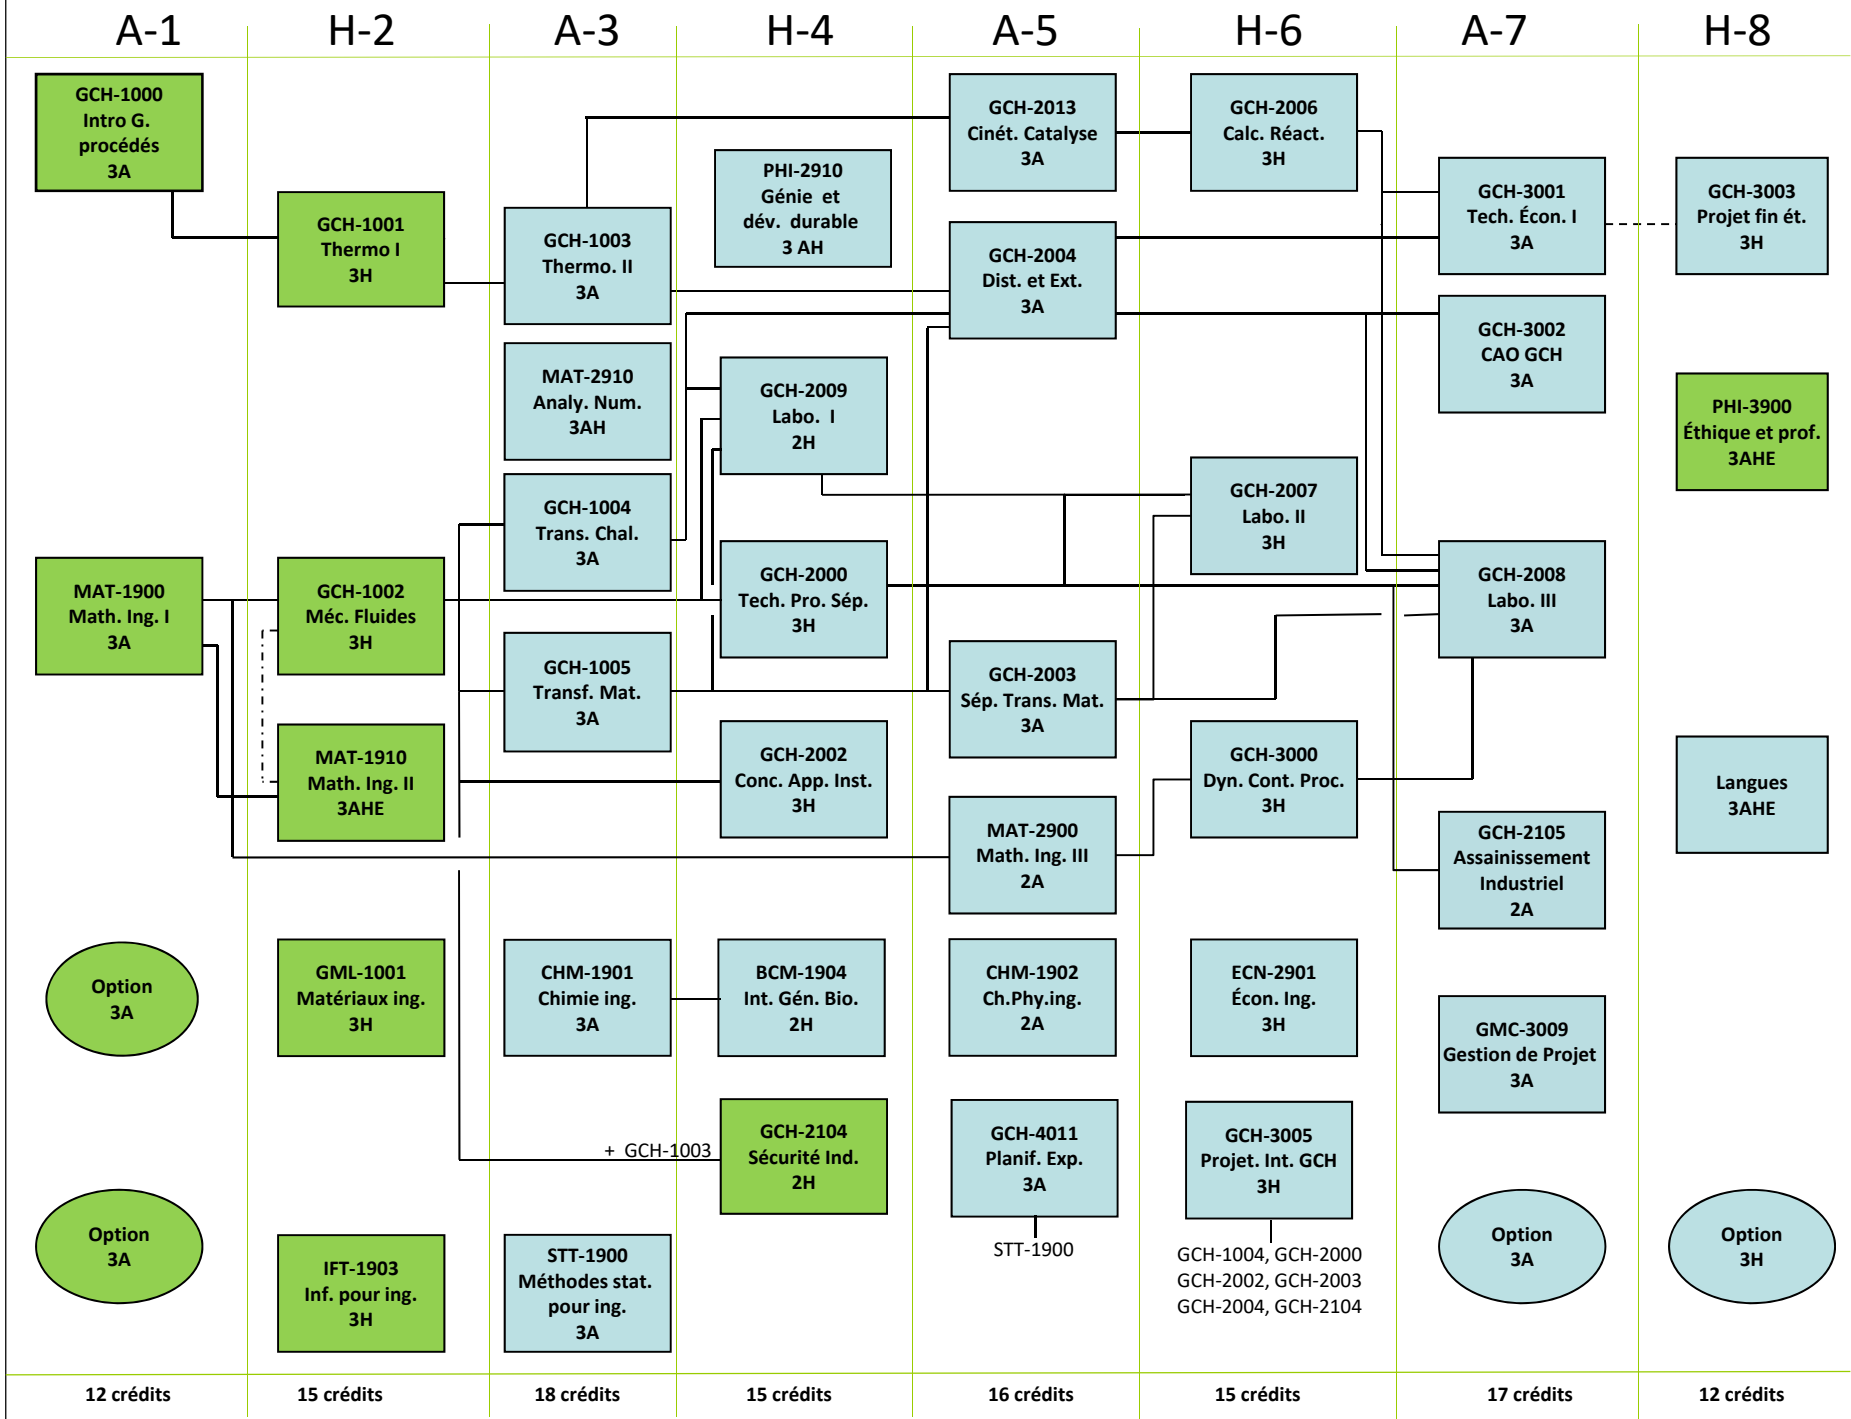 A-1
H-2
A-3
H-4
A-5
H-6
A-7
H-8
GCH-1000
Intro G.
procédés
3A
MAT-1900
Math. Ing. I
3A
Option
3A
Option
3A
12 crédits
GCH-1001
Thermo I
3H
GCH-1002
Méc. Fluides
3H
MAT-1910
Math. Ing. II
3AHE
GML-1001
Matériaux ing.
3H
IFT-1903
Inf. pour ing.
3H
15 crédits
GCH-1003
Thermo. II
3A
MAT-2910
Analy. Num.
3AH
GCH-1004
Trans. Chal.
3A
GCH-1005
Transf. Mat.
3A
CHM-1901
Chimie ing.
3A
+ GCH-1003
STT-1900
Méthodes stat.
pour ing.
3A
18 crédits
PHI-2910
Génie et
dév. durable
3 AH
GCH-2009
Labo. I
2H
GCH-2000
Tech. Pro. Sép.
3H
GCH-2002
Conc. App. Inst.
3H
BCM-1904
Int. Gén. Bio.
2H
GCH-2104
Sécurité Ind.
2H
15 crédits
GCH-2013
Cinét. Catalyse
3A
GCH-2004
Dist. et Ext.
3A
GCH-2003
Sép. Trans. Mat.
3A
MAT-2900
Math. Ing. III
2A
CHM-1902
Ch.Phy.ing.
2A
GCH-4011
Planif. Exp.
3A
STT-1900
16 crédits
GCH-2006
Calc. Réact.
3H
GCH-2007
Labo. II
3H
GCH-3000
Dyn. Cont. Proc.
3H
ECN-2901
Écon. Ing.
3H
GCH-3005
Projet. Int. GCH
3H
GCH-1004, GCH-2000
GCH-2002, GCH-2003
GCH-2004, GCH-2104
15 crédits
GCH-3001
Tech. Écon. I
3A
GCH-3002
CAO GCH
3A
GCH-2008
Labo. III
3A
GCH-2105
Assainissement
Industriel
2A
GMC-3009
Gestion de Projet
3A
Option
3A
17 crédits
GCH-3003
Projet fin ét.
3H
PHI-3900
Éthique et prof.
3AHE
Langues
3AHE
Option
3H
12 crédits